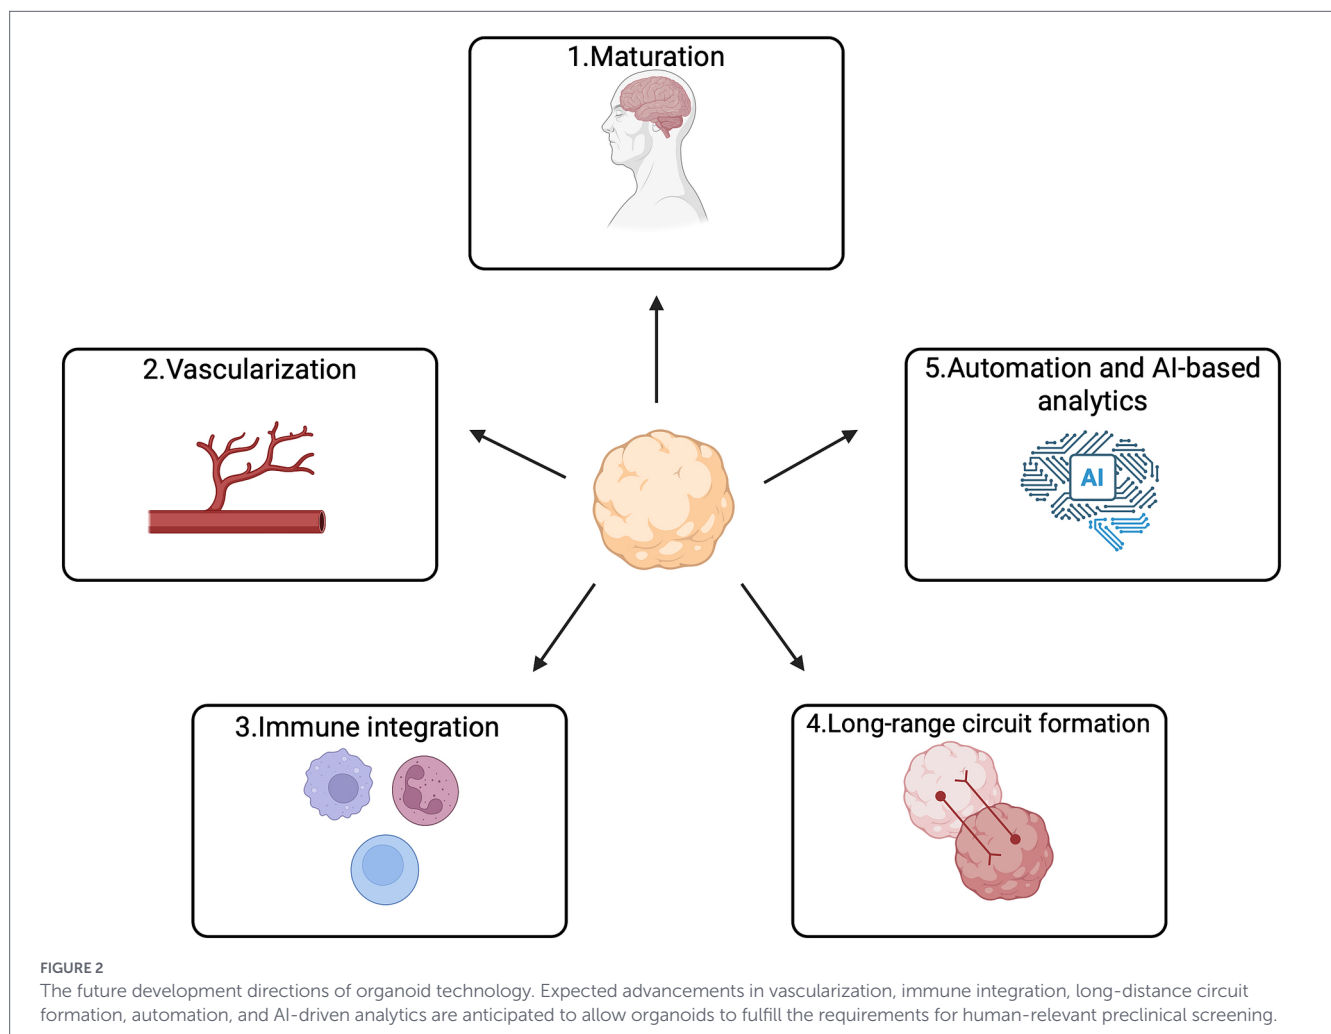 1.Maturation
2.Vascularization
5.Automation and AI-based
analytics
AI
3.Immune integration
4.Long-range circuit formation
FIGURE 2
The future development directions of organoid technology. Expected advancements in vascularization, immune integration, long-distance circuit
formation, automation, and AI-driven analytics are anticipated to allow organoids to fulfill the requirements for human-relevant preclinical screening.